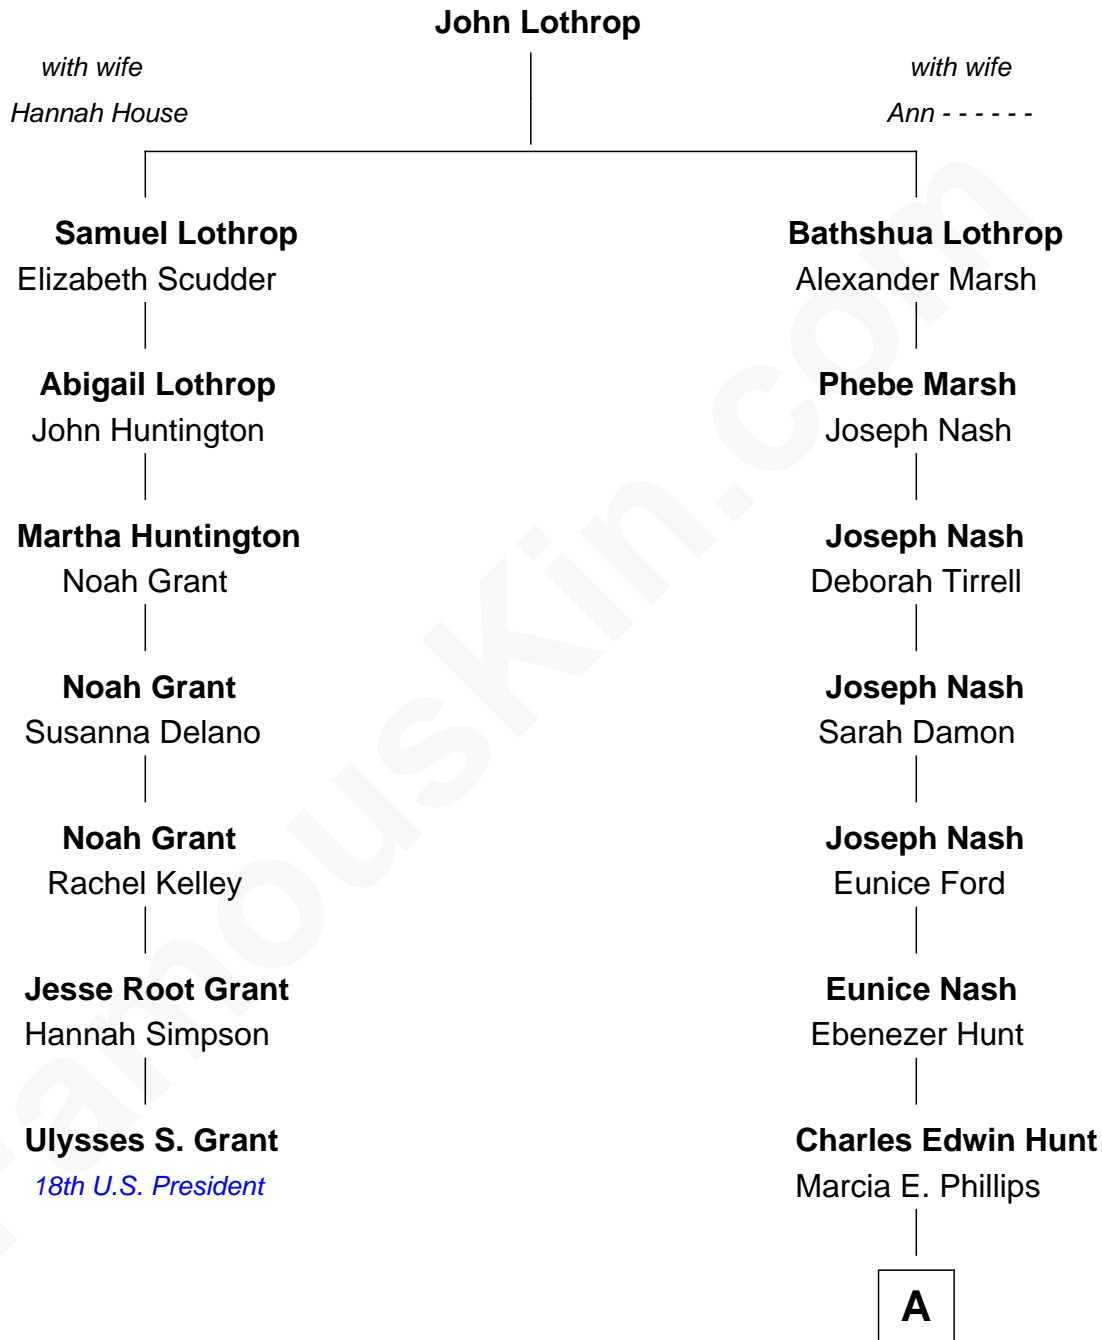 John Lothrop
with wife
Hannah House
with wife
Ann - - - - - -
Samuel Lothrop
Elizabeth Scudder
Bathshua Lothrop
Alexander Marsh
Abigail Lothrop
John Huntington
Phebe Marsh
Joseph Nash
Martha Huntington
Noah Grant
Joseph Nash
Deborah Tirrell
Noah Grant
Susanna Delano
Joseph Nash
Sarah Damon
Noah Grant
Rachel Kelley
Joseph Nash
Eunice Ford
Jesse Root Grant
Hannah Simpson
Eunice Nash
Ebenezer Hunt
Ulysses S. Grant
18th U.S. President
Charles Edwin Hunt
Marcia E. Phillips
A
FamousKin.com